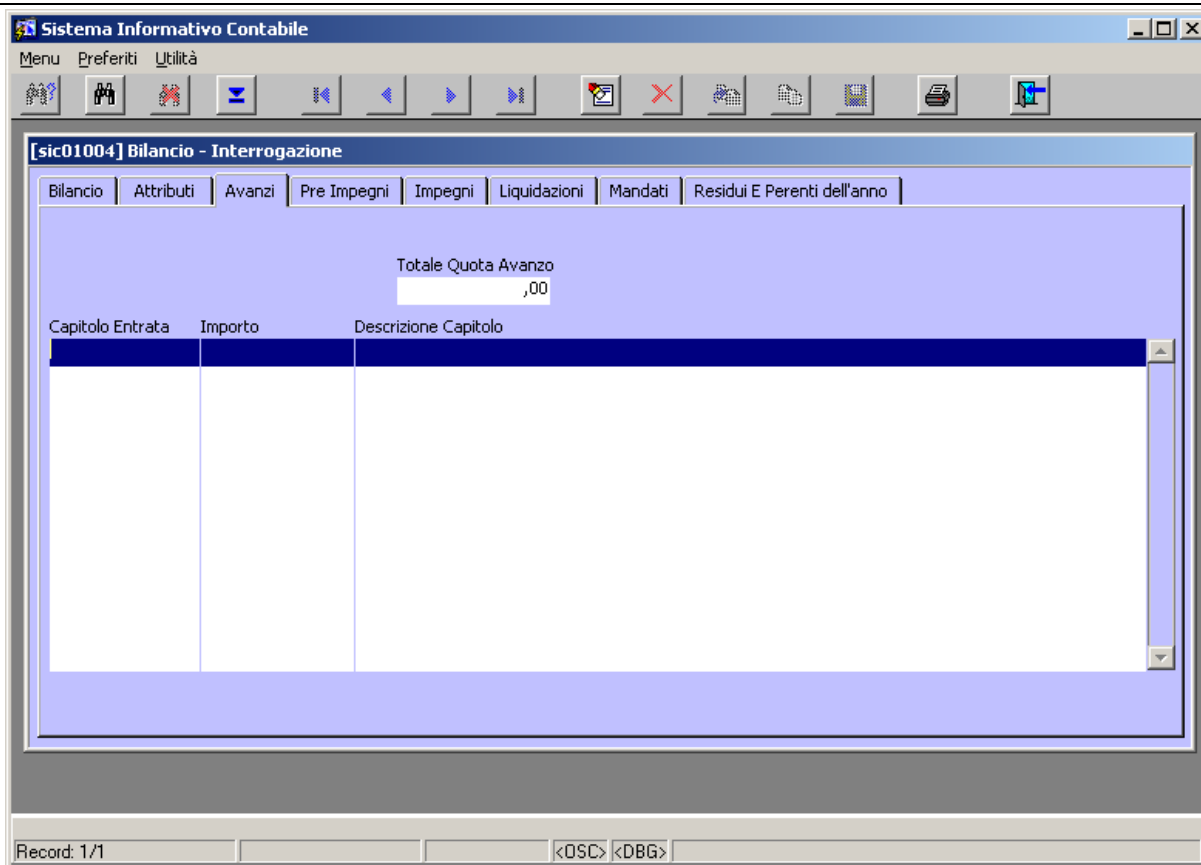 Sistema Informativo Contabile
Menu Preferiti Utilità
[sic01004] Bilancio - Interrogazione
Bilancio Attributi Avanzi Pre Impegni Impegni Liquidazioni Mandati Residui E Perenti dell'anno
Totale Quota Avanzo
,00
Capitolo Entrata Importo Descrizione Capitolo
Record: 1/1 <OSC> <DBG>